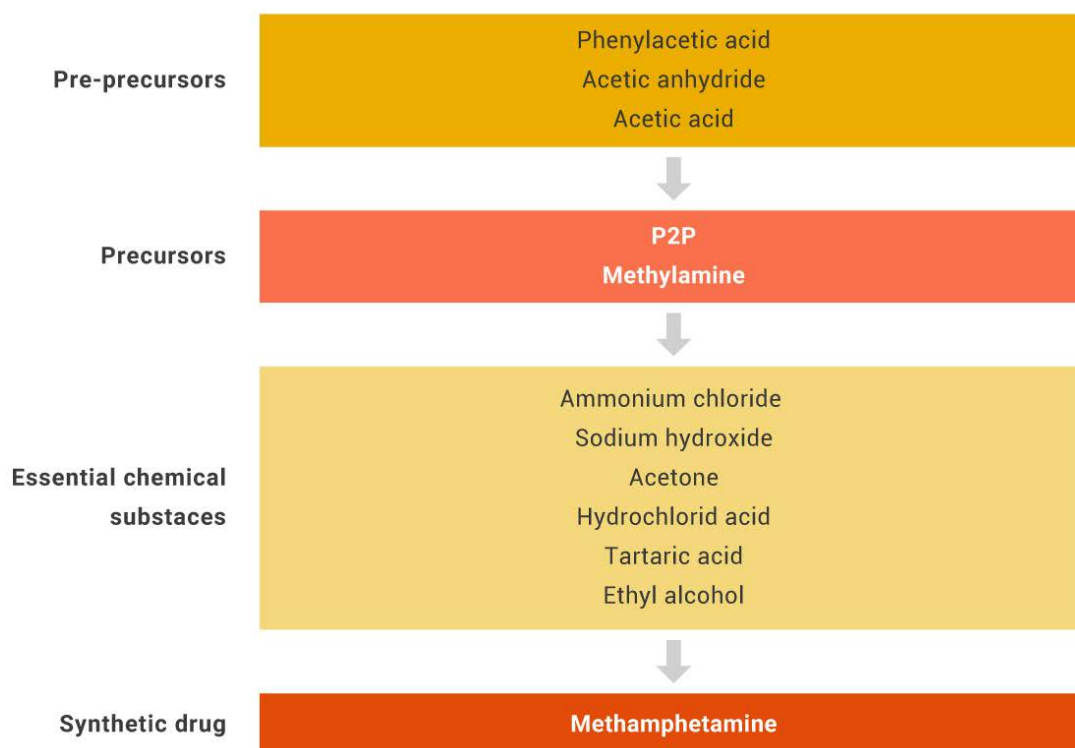 Pre-precursors
Phenylacetic acid
Acetic anhydride
Acetic acid
Precursors
P2P
Methylamine
Essential chemical
substaces
Ammonium chloride
Sodium hydroxide
Acetone
Hydrochlorid acid
Tartaric acid
Ethyl alcohol
Synthetic drug
Methamphetamine